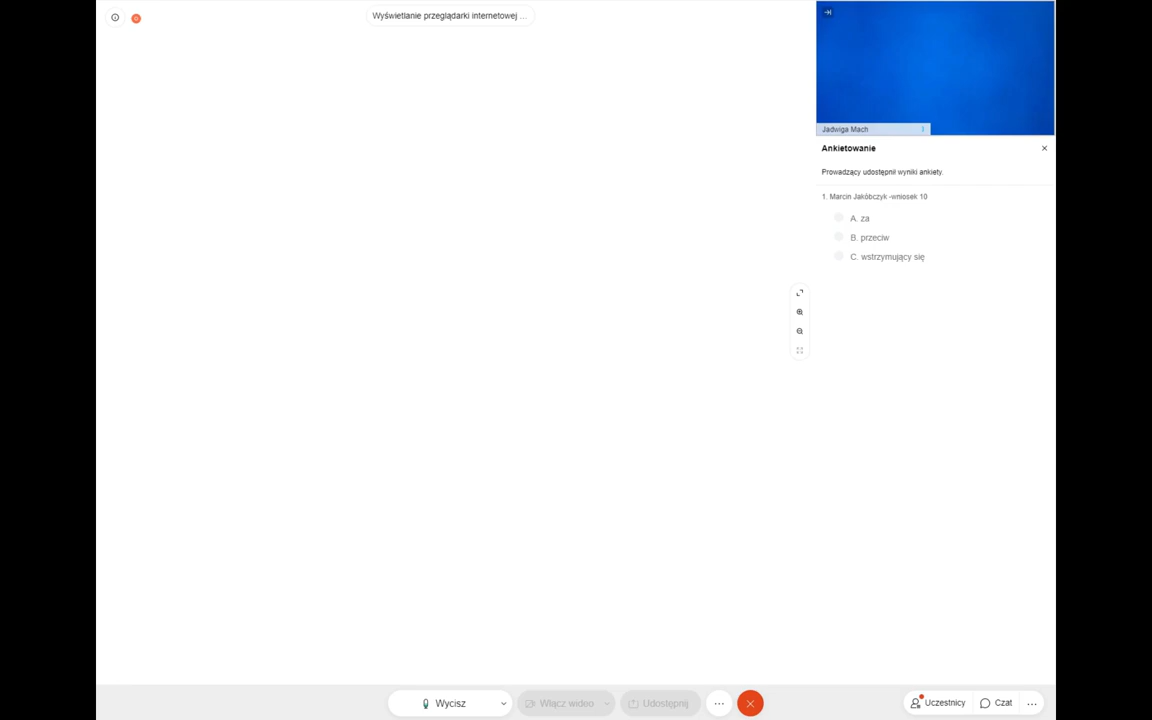 Wyświetlanie przeglądarki internetowej ...
Jadwiga Mach
Ankietowanie
Prowadzący udostępnił wyniki ankiety.
1. Marcin Jakóbczyk -wniosek 10
A. za
B. przeciw
C. wstrzymujący się
Wycisz
Włącz wideo
Udostępnij
Uczestnicy
Czat